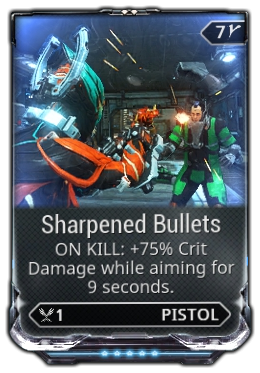 7
Sharpened Bullets
ON KILL: +75% Crit
Damage while aiming for
9 seconds.
1 PISTOL